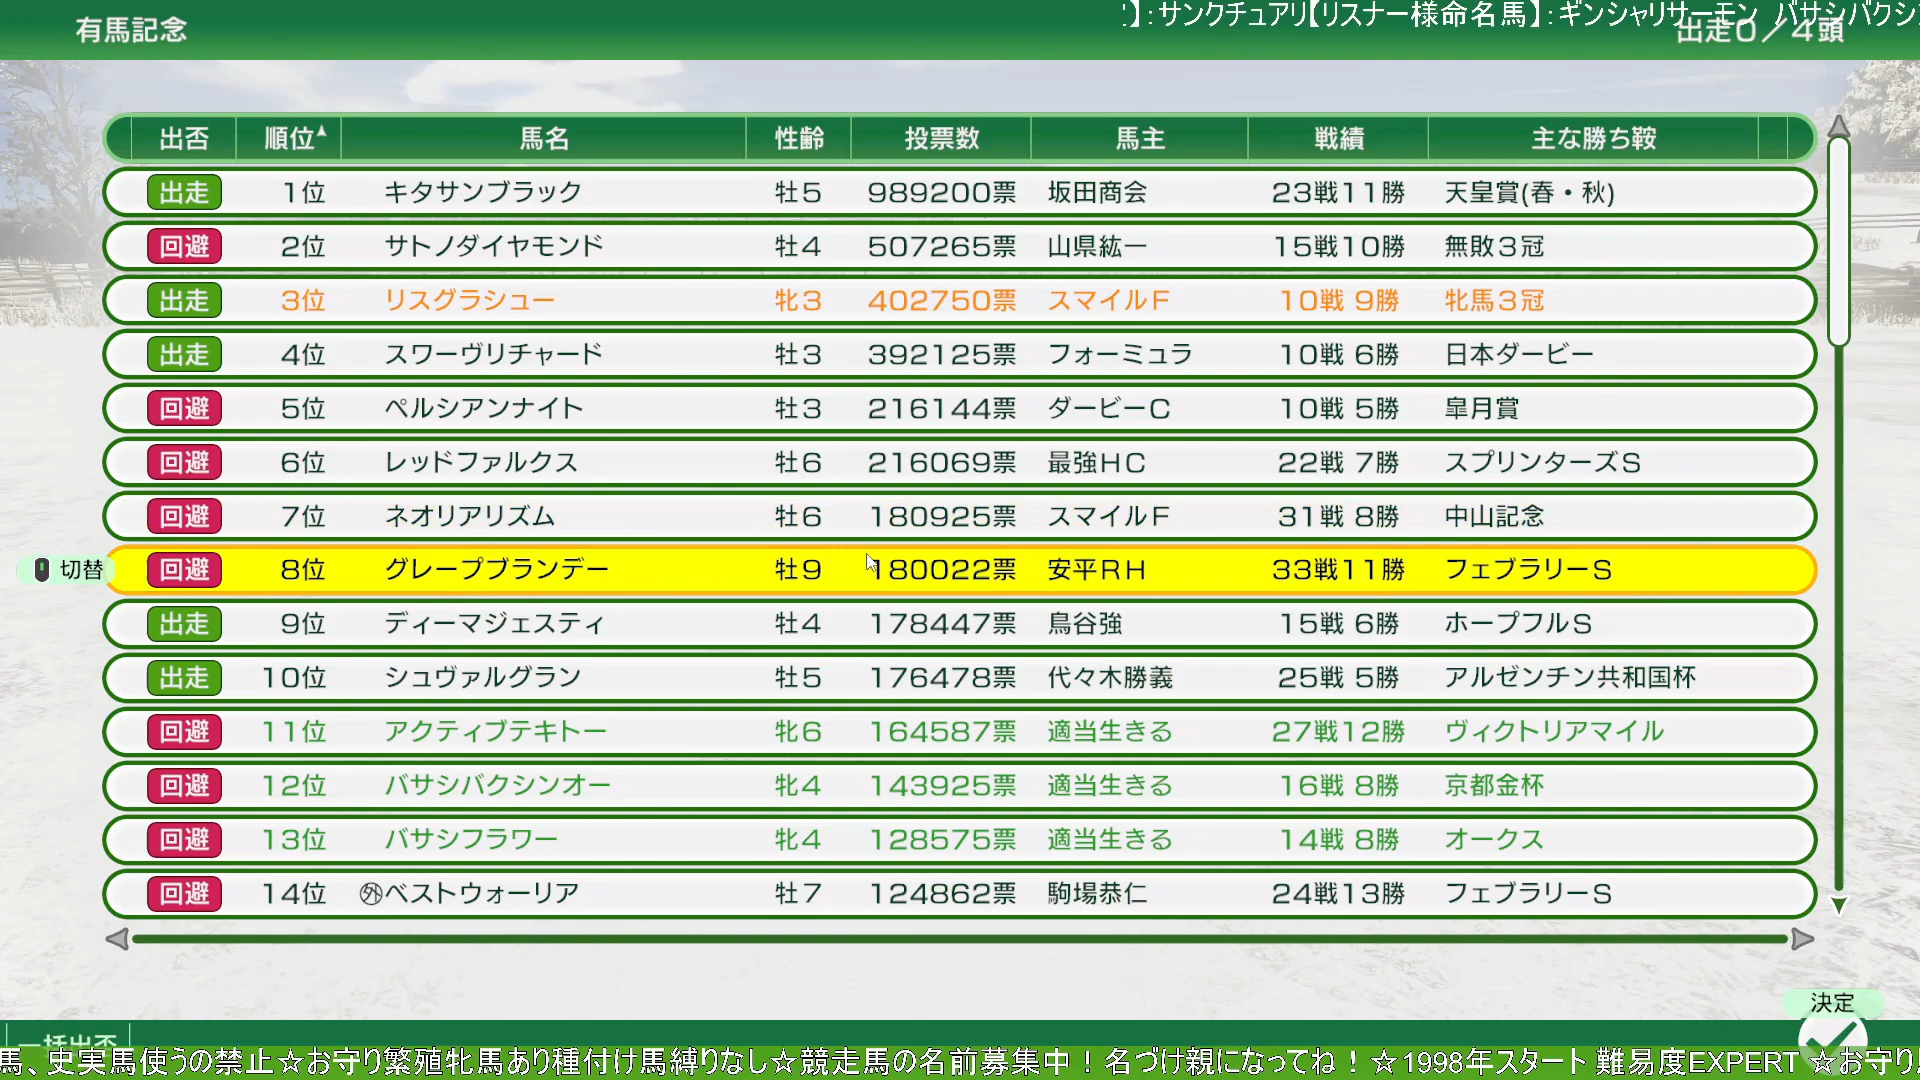 】:サンクチュアリ【リスナー様命名馬】:ギンシャリサーモン バサシバクシ
有馬記念
出走0／4頭
出否 順位▲ 馬名 性齢 投票数 馬主 戦績 主な勝ち鞍
出走 1位 キタサンブラック 牡5 989200票 坂田商会 23戦11勝 天皇賞(春・秋)
回避 2位 サトノダイヤモンド 牡4 507265票 山県紘一 15戦10勝 無敗3冠
出走 3位 リスグラシュー 牝3 402750票 スマイルF 10戦 9勝 牝馬3冠
出走 4位 スワーヴリチャード 牡3 392125票 フォーミュラ 10戦 6勝 日本ダービー
回避 5位 ペルシアンナイト 牡3 216144票 ダービーC 10戦 5勝 皐月賞
回避 6位 レッドファルクス 牡6 216069票 最強HC 22戦 7勝 スプリンターズS
回避 7位 ネオリアリズム 牡6 180925票 スマイルF 31戦 8勝 中山記念
切替 回避 8位 グレープブランデー 牡9 180022票 安平RH 33戦11勝 フェブラリーS
出走 9位 ディーマジェスティ 牡4 178447票 鳥谷強 15戦 6勝 ホープフルS
出走 10位 シュヴァルグラン 牡5 176478票 代々木勝義 25戦 5勝 アルゼンチン共和国杯
回避 11位 アクティブテキトー 牝6 164587票 適当生きる 27戦12勝 ヴィクトリアマイル
回避 12位 バサシバクシンオー 牝4 143925票 適当生きる 16戦 8勝 京都金杯
回避 13位 バサシフラワー 牝4 128575票 適当生きる 14戦 8勝 オークス
回避 14位 ㊕ベストウォーリア 牡7 124862票 駒場恭仁 24戦13勝 フェブラリーS
決定
一括出否
馬、史実馬使うの禁止☆お守り繁殖牝馬あり種付け馬縛りなし☆競走馬の名前募集中！名づけ親になってね！☆1998年スタート 難易度EXPERT ☆お守り